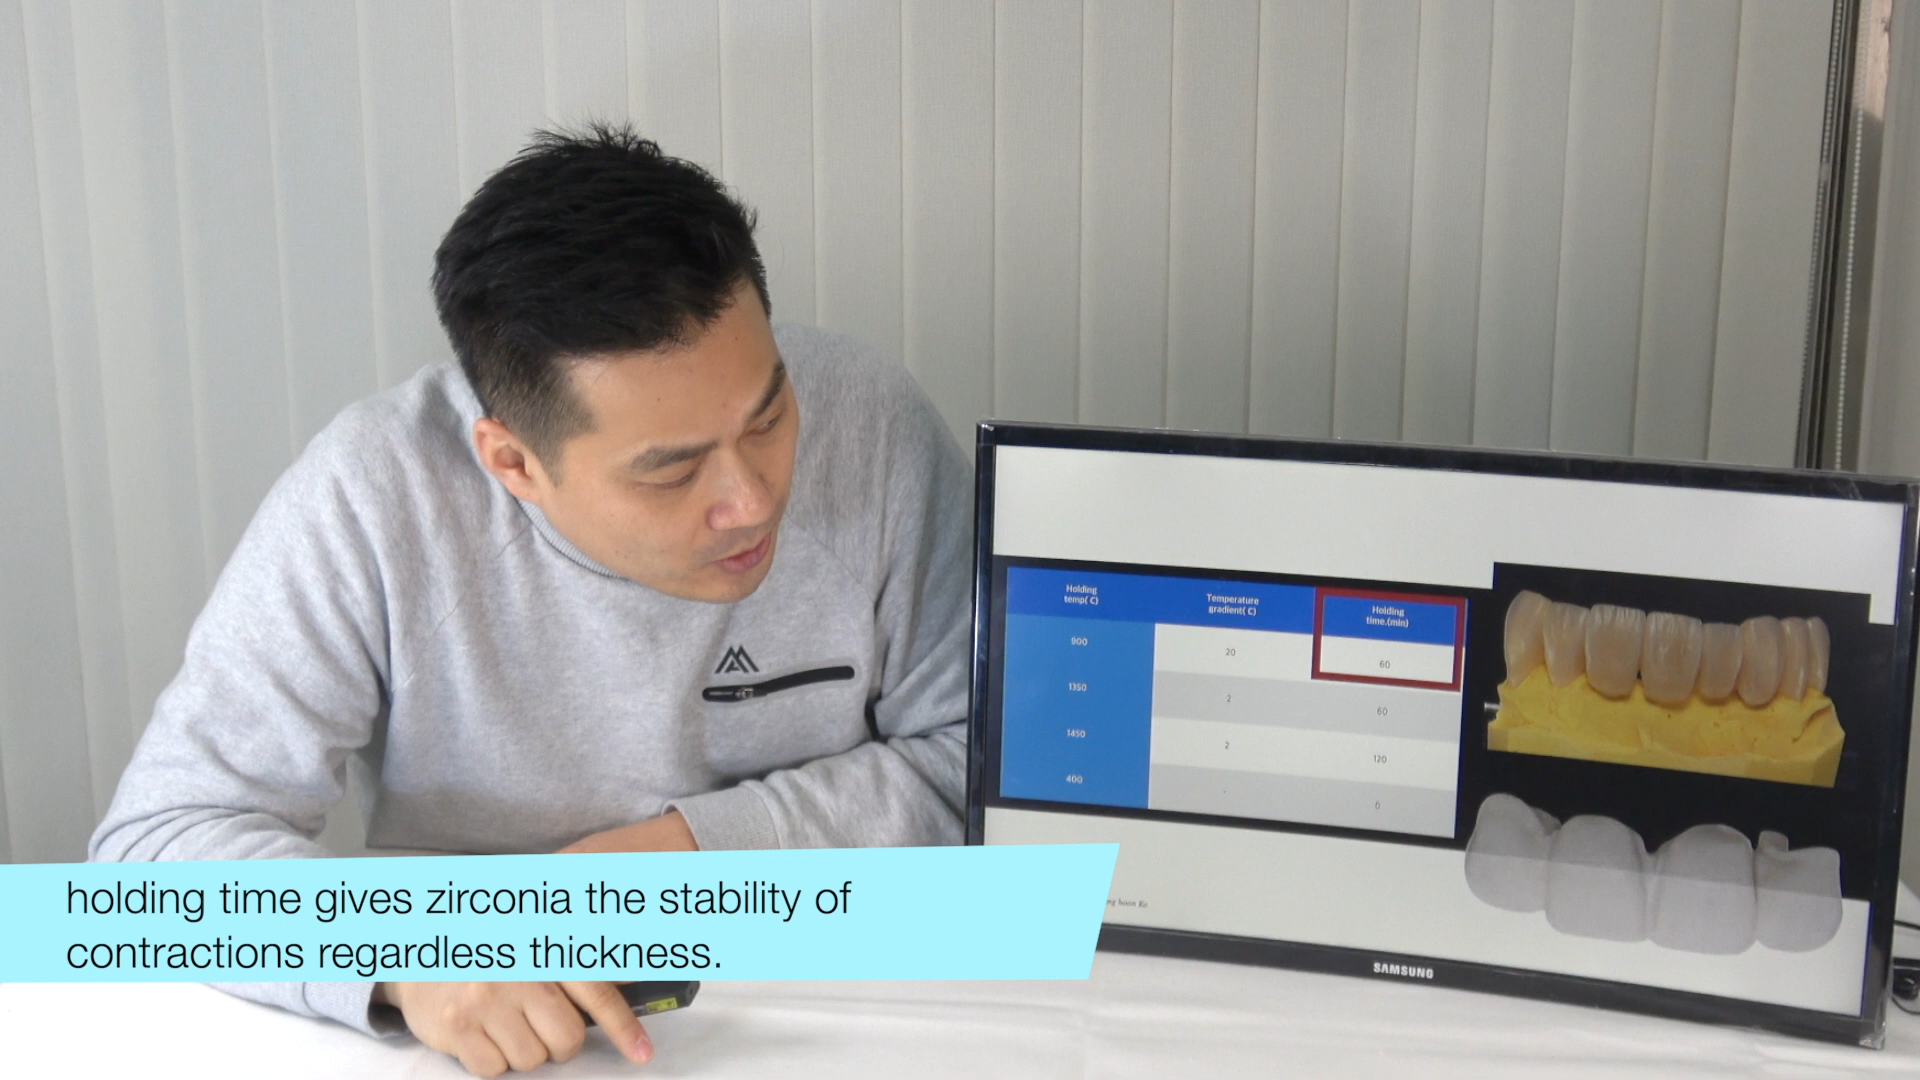 Holding
temp( C)
Temperature
gradient( C)
Holding
time.(min)
900
20
60
1350
2
60
1450
2
120
400
-
0
SAMSUNG
holding time gives zirconia the stability of
contractions regardless thickness.